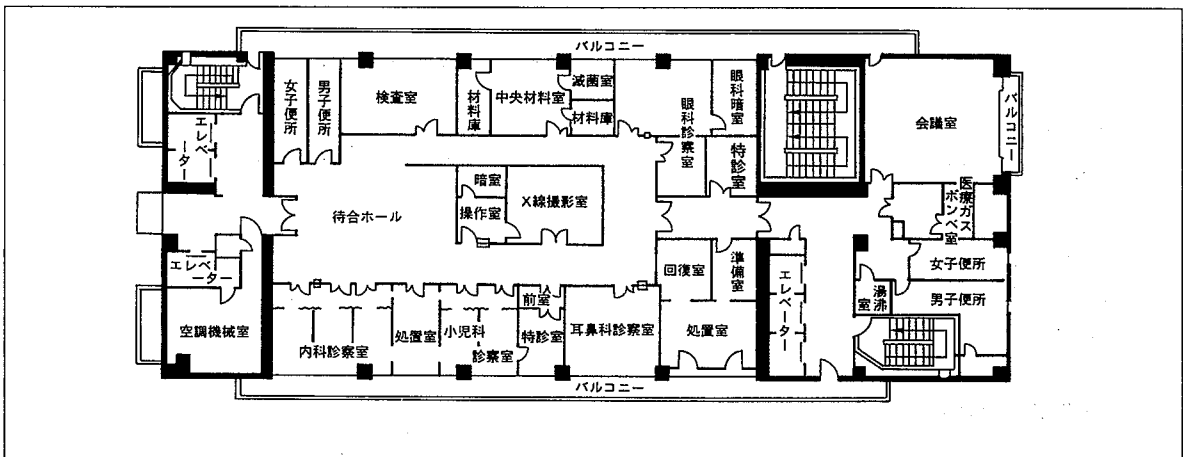 バルコニー
女子便所
男子便所
検査室
材料庫
中央材料室
滅菌室
材料庫
眼科診察室
眼科暗室
特診室
会議室
バルコニー
エレベーター
待合ホール
暗室
操作室
X線撮影室
医療ガスボンベ室
エレベーター
空調機械室
内科診察室
処置室
小児科
診察室
前室
特診室
耳鼻科診察室
回復室
準備室
処置室
エレベーター
女子便所
湯沸室
男子便所
バルコニー